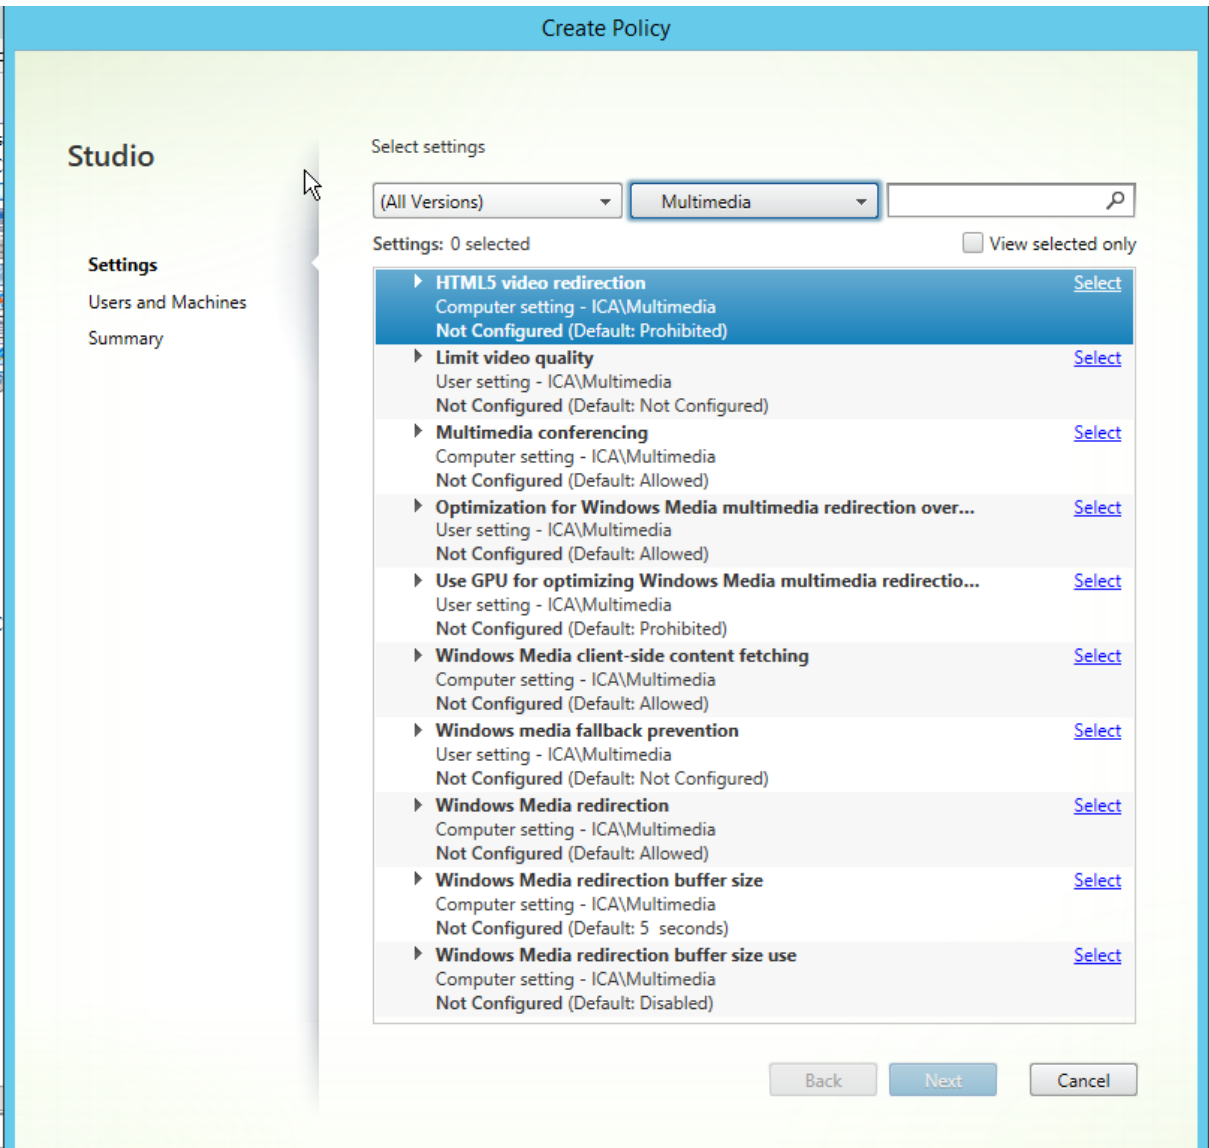 Create Policy
Studio
Settings
Users and Machines
Summary
Select settings
(All Versions)
Multimedia
Settings: 0 selected
View selected only
HTML5 video redirection
Select
Computer setting - ICA\Multimedia
Not Configured (Default: Prohibited)
Limit video quality
Select
User setting - ICA\Multimedia
Not Configured (Default: Not Configured)
Multimedia conferencing
Select
Computer setting - ICA\Multimedia
Not Configured (Default: Allowed)
Optimization for Windows Media multimedia redirection over...
Select
User setting - ICA\Multimedia
Not Configured (Default: Allowed)
Use GPU for optimizing Windows Media multimedia redirectio...
Select
User setting - ICA\Multimedia
Not Configured (Default: Prohibited)
Windows Media client-side content fetching
Select
Computer setting - ICA\Multimedia
Not Configured (Default: Allowed)
Windows media fallback prevention
Select
User setting - ICA\Multimedia
Not Configured (Default: Not Configured)
Windows Media redirection
Select
Computer setting - ICA\Multimedia
Not Configured (Default: Allowed)
Windows Media redirection buffer size
Select
Computer setting - ICA\Multimedia
Not Configured (Default: 5  seconds)
Windows Media redirection buffer size use
Select
Computer setting - ICA\Multimedia
Not Configured (Default: Disabled)
Back
Next
Cancel